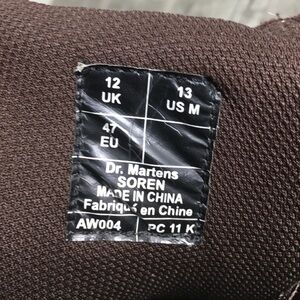 12 UK
13 US M
47 EU
Dr. Martens
SOREN
MADE IN CHINA
Fabriqué en Chine
AW004
PC 11 K